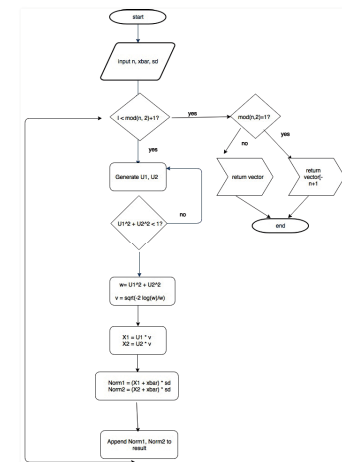 start
input n, xbar, sd
I < mod(n, 2)+1?
yes
mod(n,2)=1?
yes
no
yes
Generate U1, U2
return vector
return
vector[-
n+1
no
U1^2 + U2^2 < 1?
end
w= U1^2 + U2^2
v = sqrt(-2 log(w)/w)
X1 = U1 * v
X2 = U2 * v
Norm1 = (X1 + xbar) * sd
Norm2 = (X2 + xbar) * sd
Append Norm1, Norm2 to
result